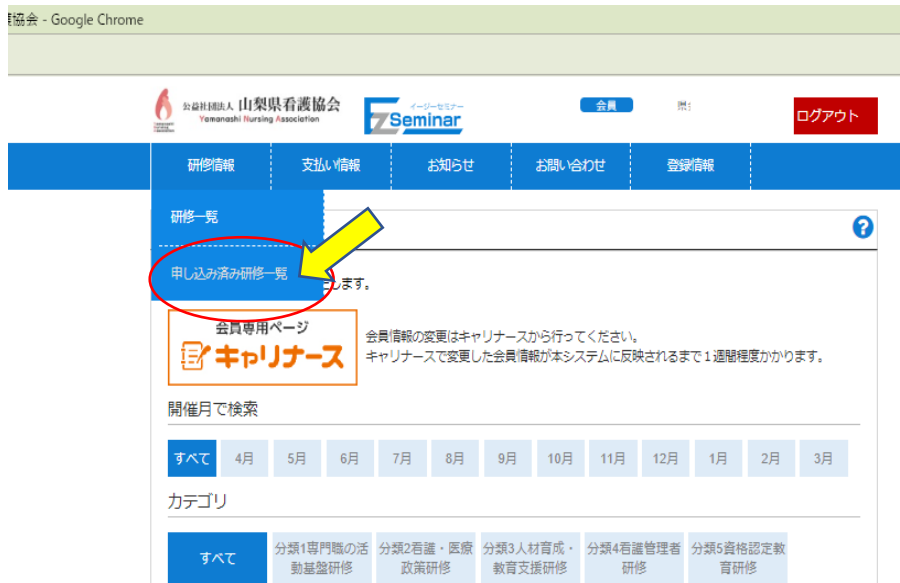 護協会 - Google Chrome
公益社団法人 山梨県看護協会
Yamanashi Nursing Association
イージーセミナー
EZ Seminar
会員
ログアウト
研修情報
支払い情報
お知らせ
お問い合わせ
登録情報
研修一覧
?
申し込み済み研修一覧
します。
会員専用ページ
キャリナース
会員情報の変更はキャリナースから行ってください。
キャリナースで変更した会員情報が本システムに反映されるまで1週間程度かかります。
開催月で検索
すべて 4月 5月 6月 7月 8月 9月 10月 11月 12月 1月 2月 3月
カテゴリ
すべて
分類1専門職の活
動基盤研修
分類2看護・医療
政策研修
分類3人材育成・
教育支援研修
分類4看護管理者
研修
分類5資格認定教
育研修